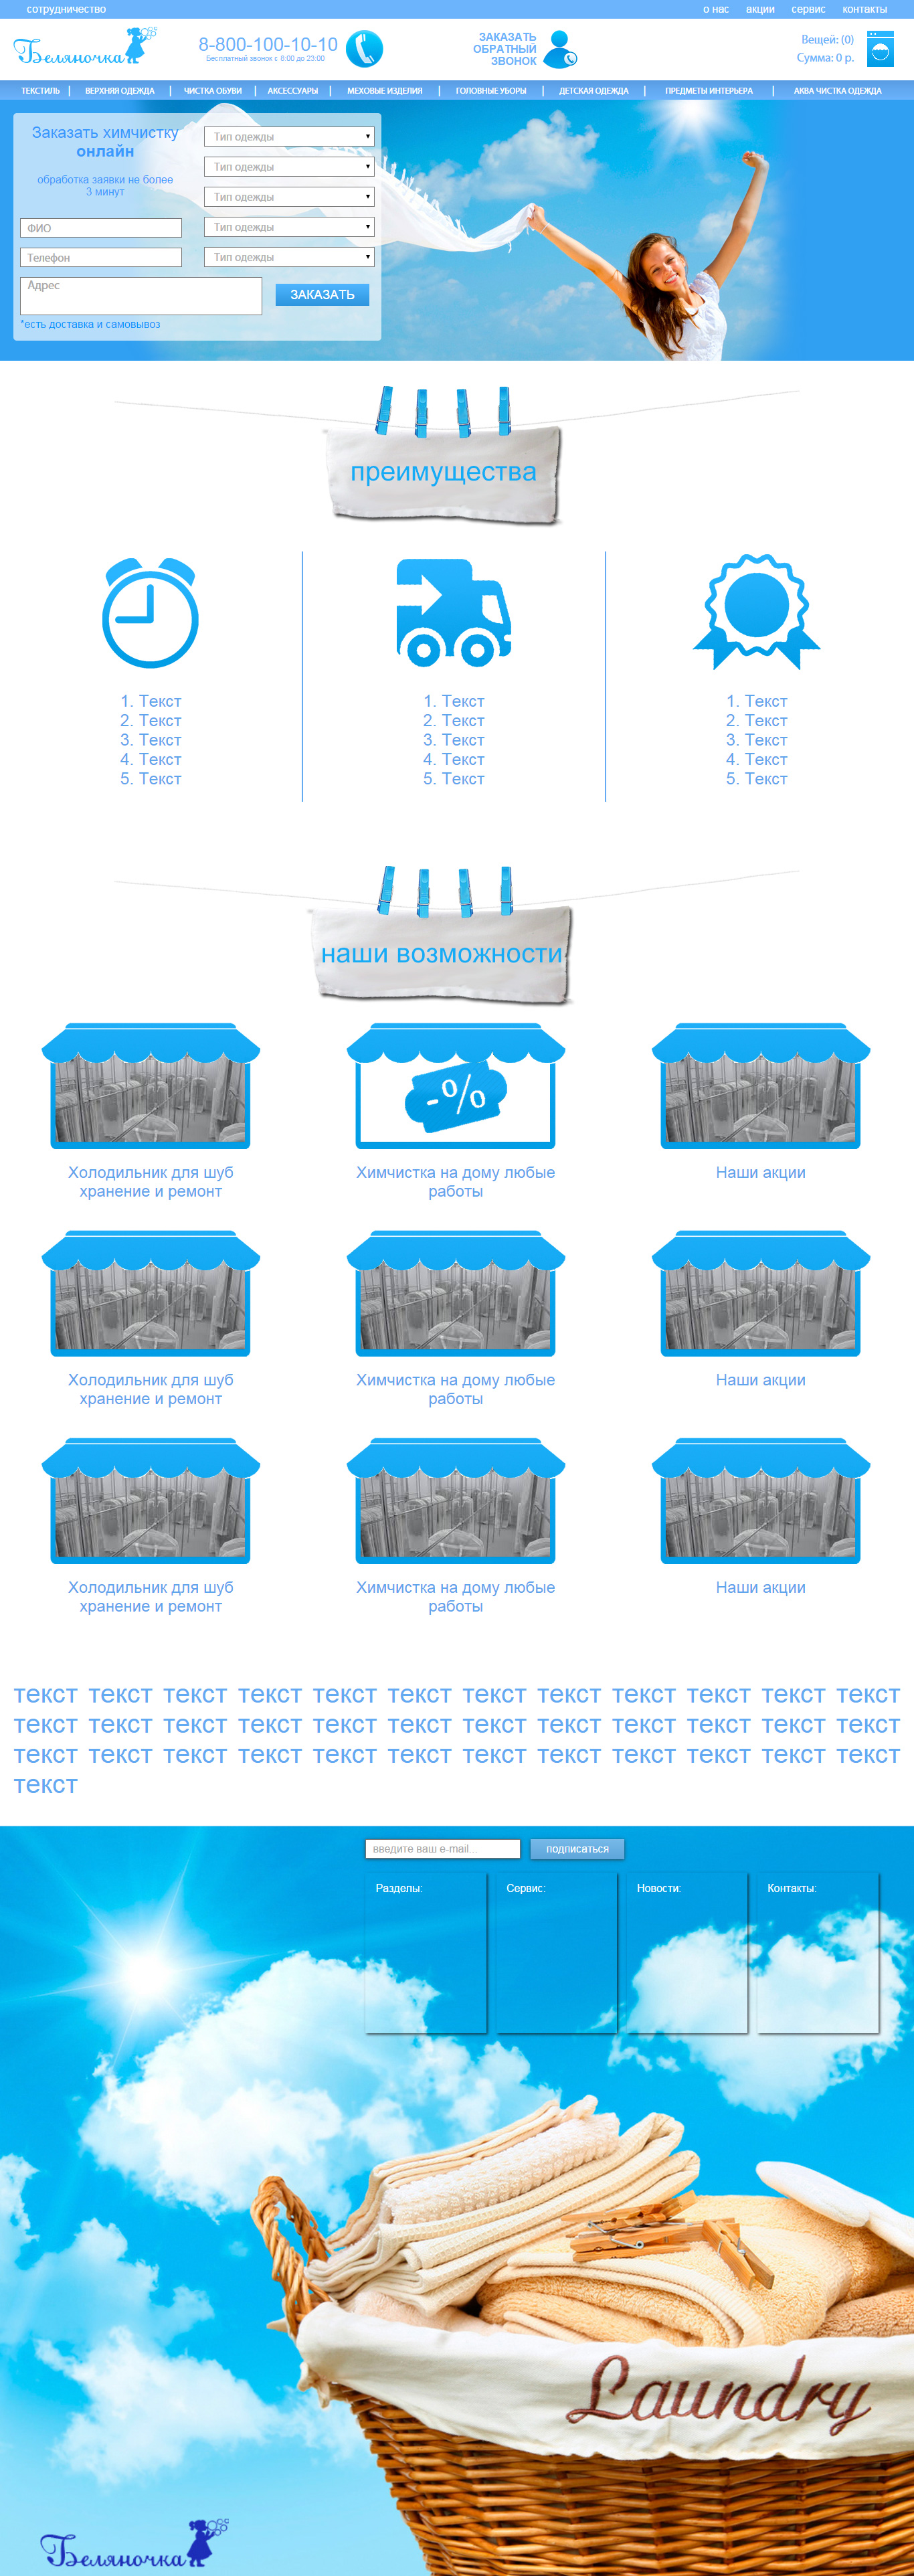 сотрудничество
о нас акции сервис контакты
Беляночка
8-800-100-10-10
Бесплатный звонок с 8:00 до 23:00
ЗАКАЗАТЬ
ОБРАТНЫЙ
ЗВОНОК
Вещей: (0)
Сумма: 0 р.
ТЕКСТИЛЬ ВЕРХНЯЯ ОДЕЖДА ЧИСТКА ОБУВИ АКСЕССУАРЫ МЕХОВЫЕ ИЗДЕЛИЯ ГОЛОВНЫЕ УБОРЫ ДЕТСКАЯ ОДЕЖДА ПРЕДМЕТЫ ИНТЕРЬЕРА АКВА ЧИСТКА ОДЕЖДА
Заказать химчистку
онлайн
обработка заявки не более
3 минут
ФИО
Телефон
Адрес
*есть доставка и самовывоз
Тип одежды
Тип одежды
Тип одежды
Тип одежды
Тип одежды
ЗАКАЗАТЬ
преимущества
1. Текст
2. Текст
3. Текст
4. Текст
5. Текст
1. Текст
2. Текст
3. Текст
4. Текст
5. Текст
1. Текст
2. Текст
3. Текст
4. Текст
5. Текст
наши возможности
-%
Холодильник для шуб
хранение и ремонт
Химчистка на дому любые
работы
Наши акции
Холодильник для шуб
хранение и ремонт
Химчистка на дому любые
работы
Наши акции
Холодильник для шуб
хранение и ремонт
Химчистка на дому любые
работы
Наши акции
текст текст текст текст текст текст текст текст текст текст текст текст
текст текст текст текст текст текст текст текст текст текст текст текст
текст текст текст текст текст текст текст текст текст текст текст текст
текст
введите ваш e-mail...
подписаться
Разделы:
Сервис:
Новости:
Контакты:
Laundry
Беляночка